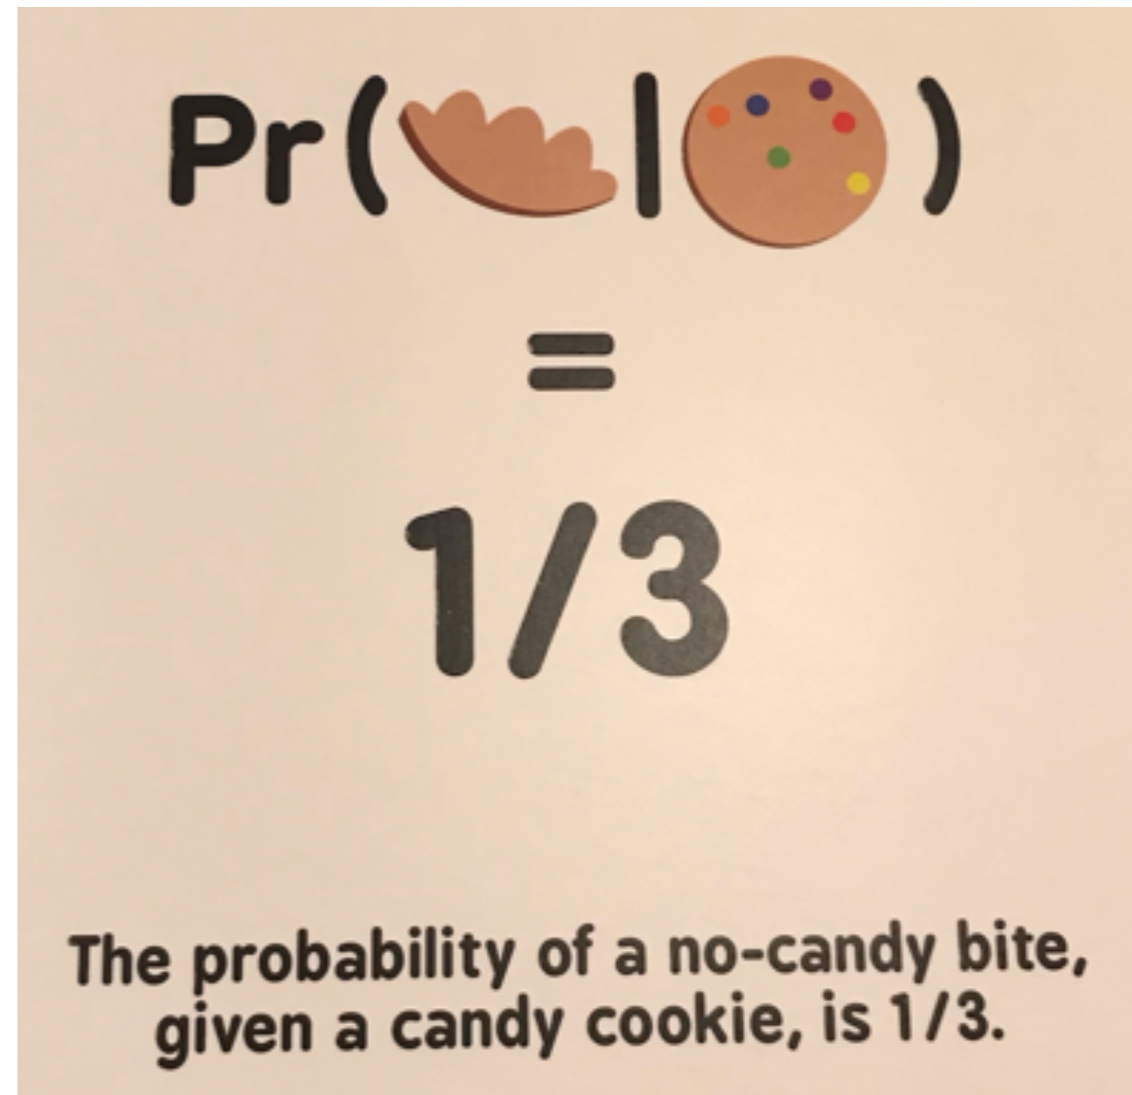 Pr( | )
=
1/3
The probability of a no-candy bite,
given a candy cookie, is 1/3.